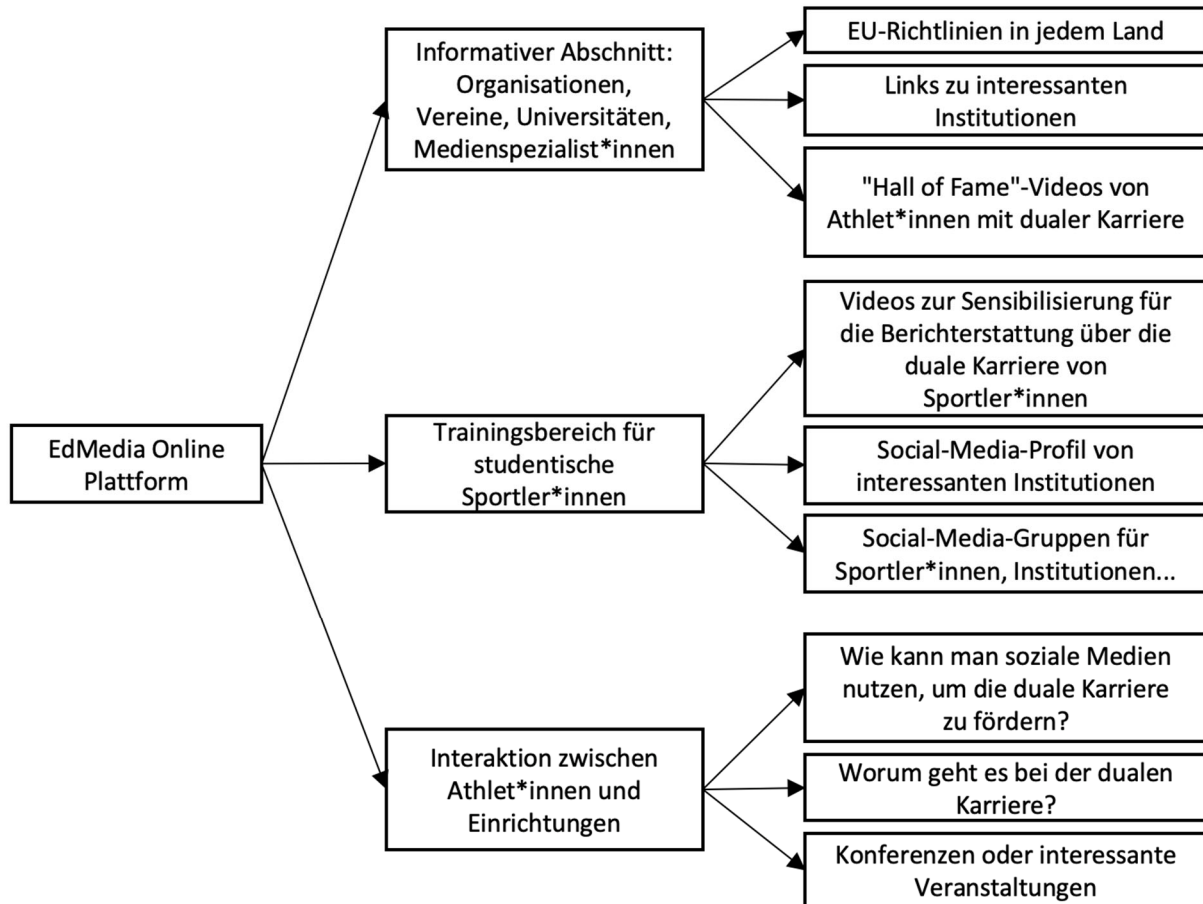 EdMedia Online
Plattform
Informativer Abschnitt:
Organisationen,
Vereine, Universitäten,
Medienspezialist*innen
EU-Richtlinien in jedem Land
Links zu interessanten
Institutionen
"Hall of Fame"-Videos von
Athlet*innen mit dualer Karriere
Trainingsbereich für
studentische
Sportler*innen
Videos zur Sensibilisierung für
die Berichterstattung über die
duale Karriere von
Sportler*innen
Social-Media-Profil von
interessanten Institutionen
Social-Media-Gruppen für
Sportler*innen, Institutionen...
Interaktion zwischen
Athlet*innen und
Einrichtungen
Wie kann man soziale Medien
nutzen, um die duale Karriere
zu fördern?
Worum geht es bei der dualen
Karriere?
Konferenzen oder interessante
Veranstaltungen